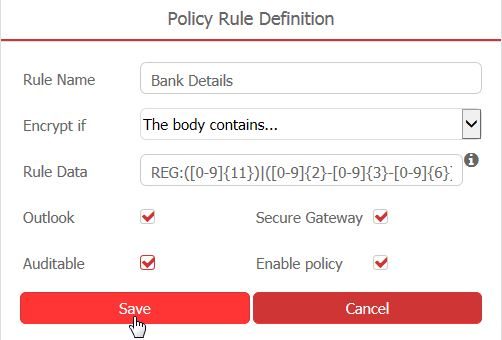 Policy Rule Definition
Rule Name Bank Details
Encrypt if The body contains...
Rule Data REG:([0-9]{11})|([0-9]{2}-[0-9]{3}-[0-9]{6}
Outlook Secure Gateway
Auditable Enable policy
Save Cancel